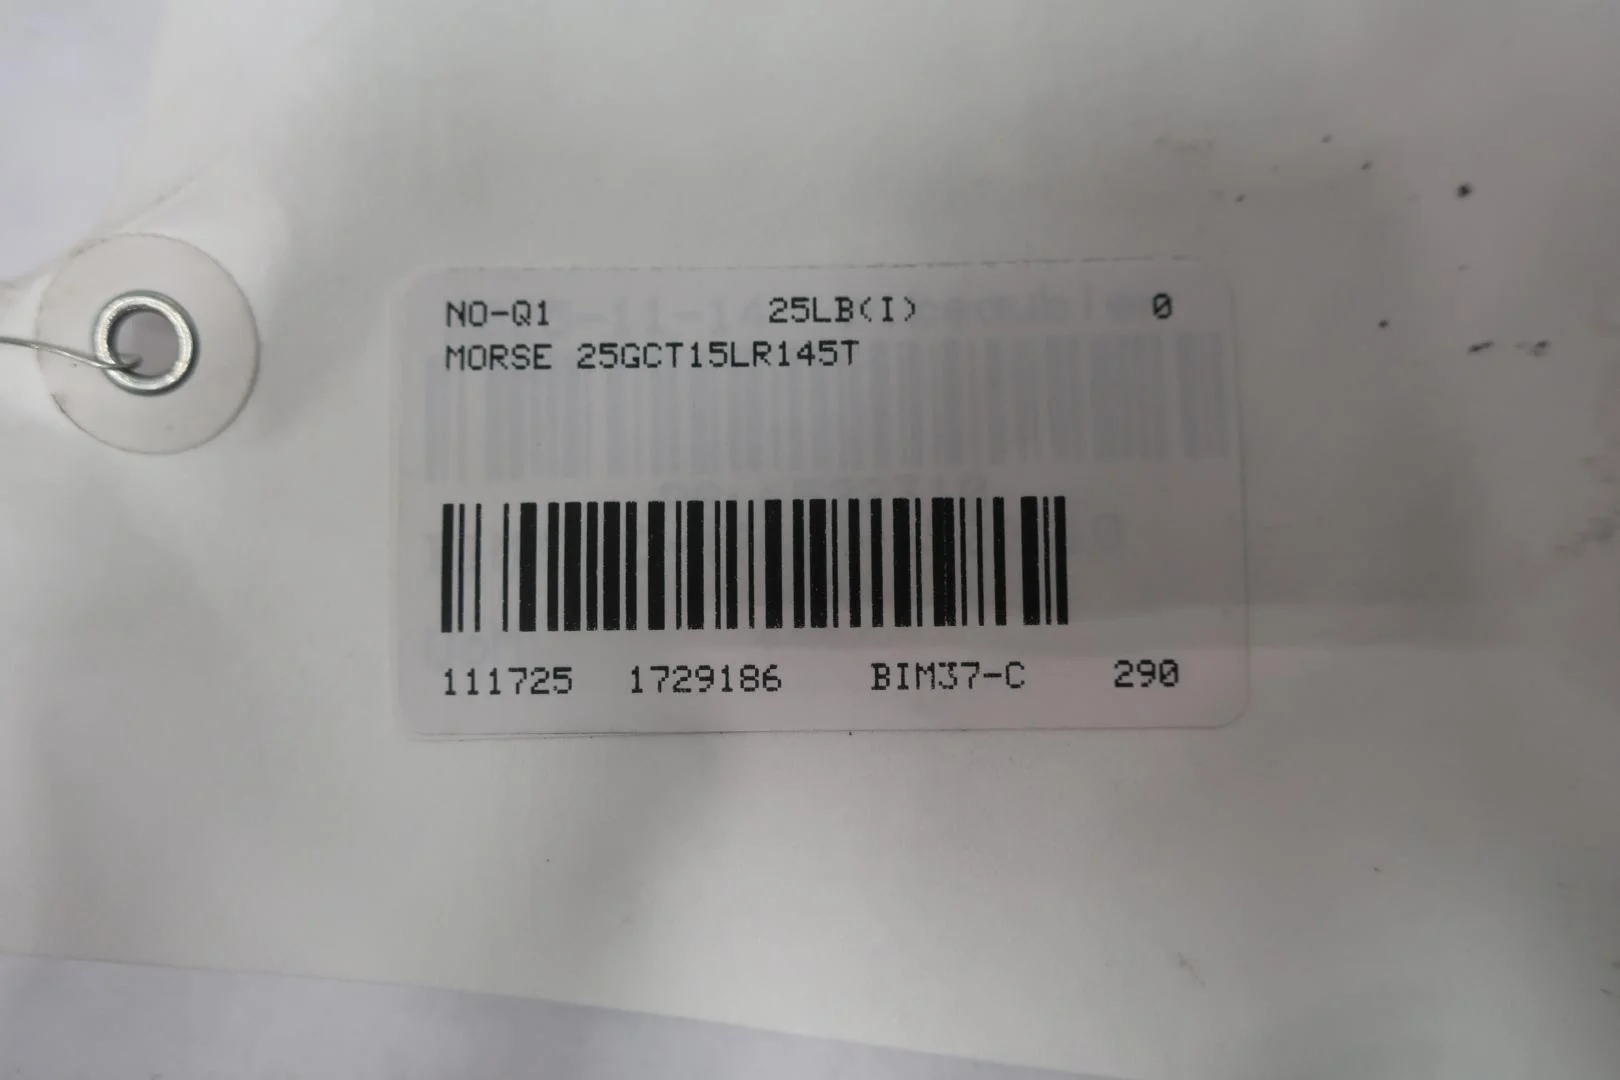 NO-Q1 25LB(I) 0
MORSE 25GCT15LR145T
111725 1729186 BIM37-C 290